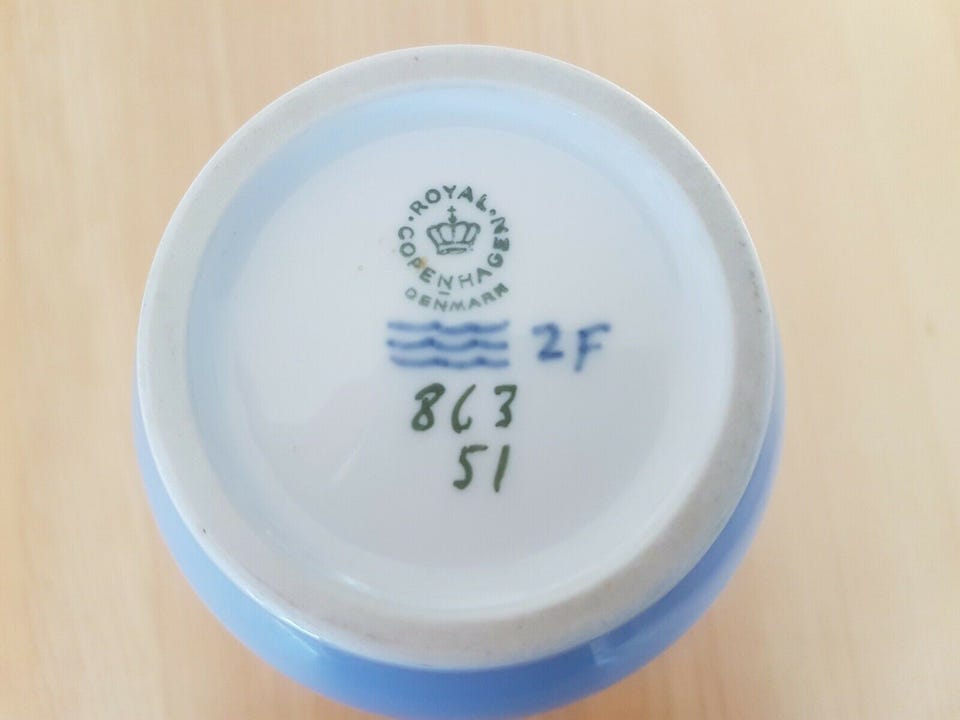 ROYAL
COPENHAGEN
DENMARK
2F
863
51